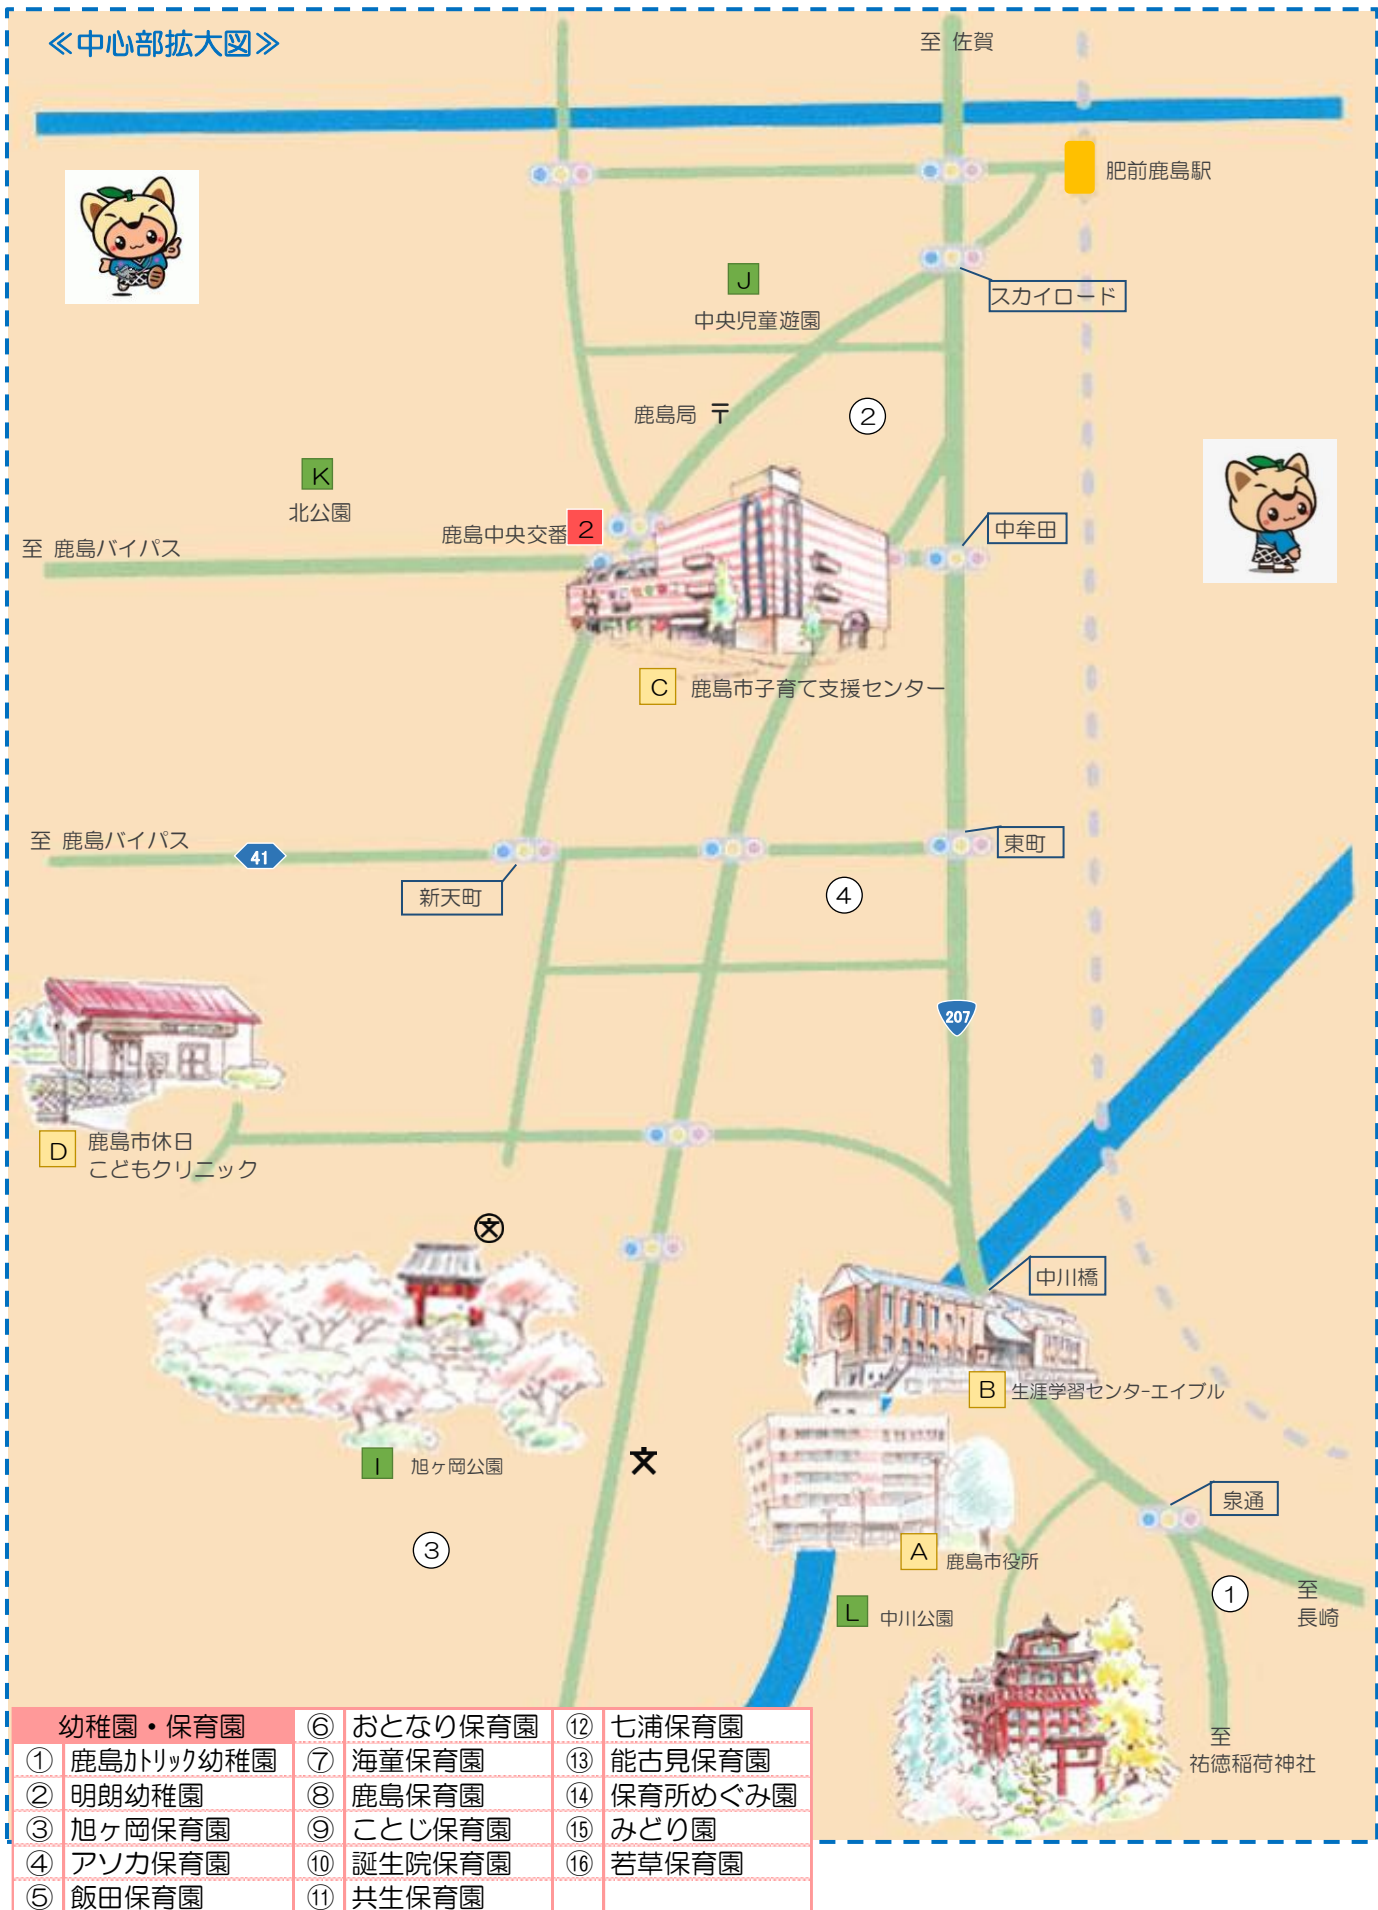 ≪中心部拡大図≫
至 佐賀
肥前鹿島駅
J
スカイロード
中央児童遊園
鹿島局 〒
②
K
北公園
鹿島中央交番 2
中牟田
至 鹿島バイパス
C 鹿島市子育て支援センター
至 鹿島バイパス
41
東町
新天町
④
207
D
鹿島市休日
こどもクリニック
文
中川橋
B 生涯学習センターエイブル
I 旭ヶ岡公園
文
泉通
③
A 鹿島市役所
①
至
長崎
L 中川公園
至
祐徳稲荷神社
幼稚園・保育園 ⑥ おとなり保育園 ⑫ 七浦保育園
① 鹿島ｶﾄﾘｯｸ幼稚園 ⑦ 海童保育園 ⑬ 能古見保育園
② 明朗幼稚園 ⑧ 鹿島保育園 ⑭ 保育所めぐみ園
③ 旭ヶ岡保育園 ⑨ ことじ保育園 ⑮ みどり園
④ アソカ保育園 ⑩ 誕生院保育園 ⑯ 若草保育園
⑤ 飯田保育園 ⑪ 共生保育園